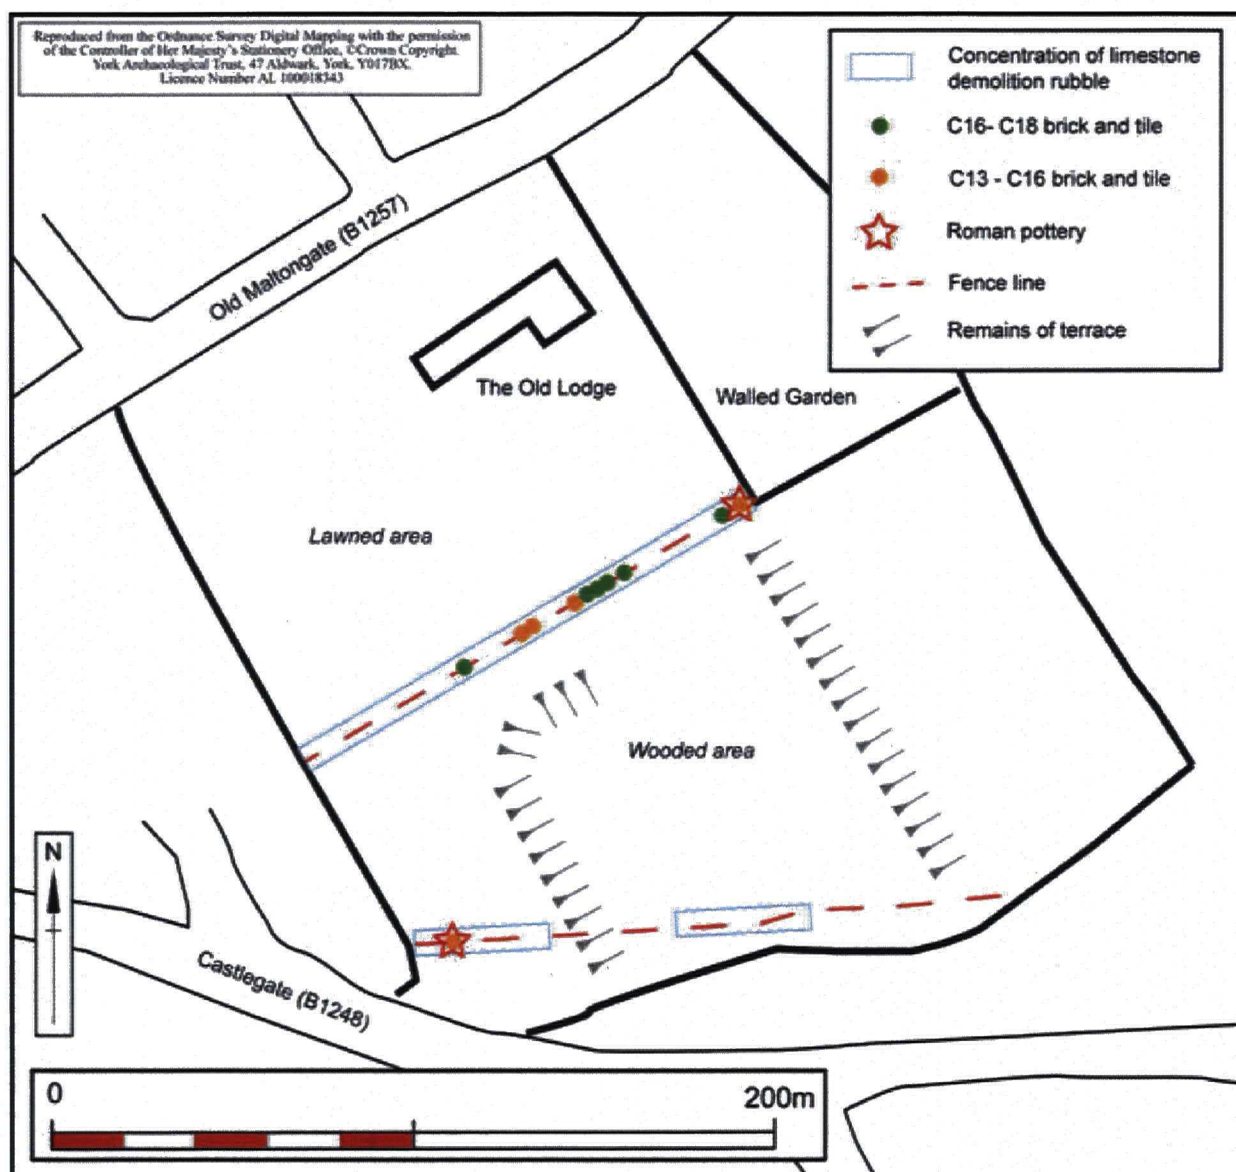 Reproduced from the Ordnance Survey Digital Mapping with the permission
of the Controller of Her Majesty's Stationery Office, ©Crown Copyright.
York Archaeological Trust, 47 Aldwark, York, YO17BX.
Licence Number AL 100018343
Concentration of limestone
demolition rubble
C16- C18 brick and tile
C13 - C16 brick and tile
Roman pottery
Fence line
Remains of terrace
Old Maltongate (B1257)
The Old Lodge
Walled Garden
Lawned area
Wooded area
N
Castlegate (B1248)
0
200m